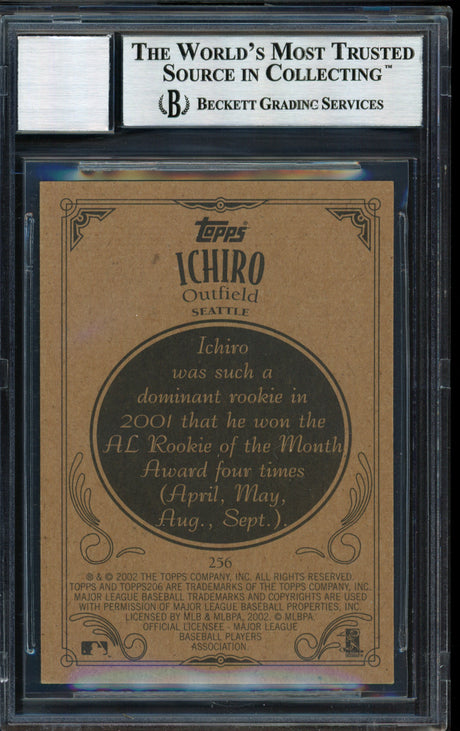 THE WORLD'S MOST TRUSTED
SOURCE IN COLLECTING™
B BECKETT GRADING SERVICES
Topps
ICHIRO
Outfield
SEATTLE
Ichiro
was such a
dominant rookie in
2001 that he won the
AL Rookie of the Month
Award four times
(April, May,
Aug., Sept.).
256
® & © 2002 THE TOPPS COMPANY, INC. ALL RIGHTS RESERVED.
TOPPS AND TOPPS206 ARE TRADEMARKS OF THE TOPPS COMPANY, INC.
MAJOR LEAGUE BASEBALL TRADEMARKS AND COPYRIGHTS ARE USED
WITH PERMISSION OF MAJOR LEAGUE BASEBALL PROPERTIES, INC.
LICENSED BY MLB & MLBPA, 2002. © MLBPA
OFFICIAL LICENSEE - MAJOR LEAGUE
BASEBALL PLAYERS
ASSOCIATION.